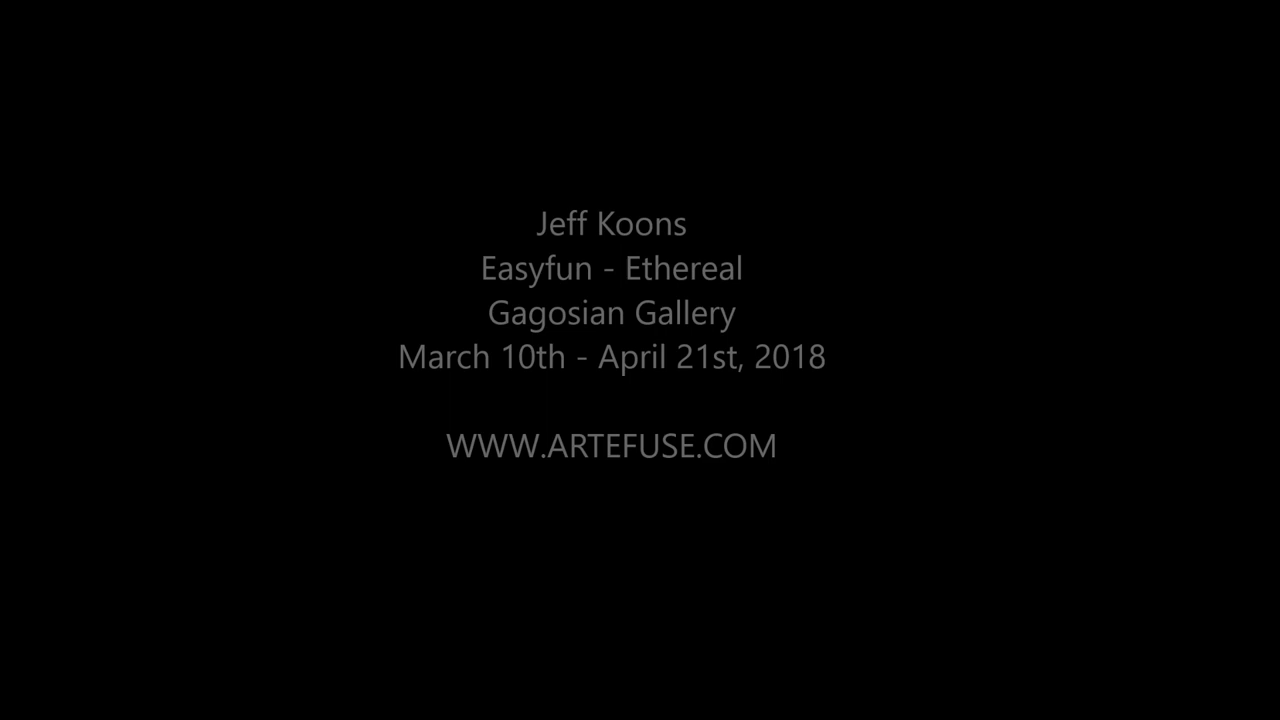 Jeff Koons
Easyfun - Ethereal
Gagosian Gallery
March 10th - April 21st, 2018
WWW.ARTEFUSE.COM